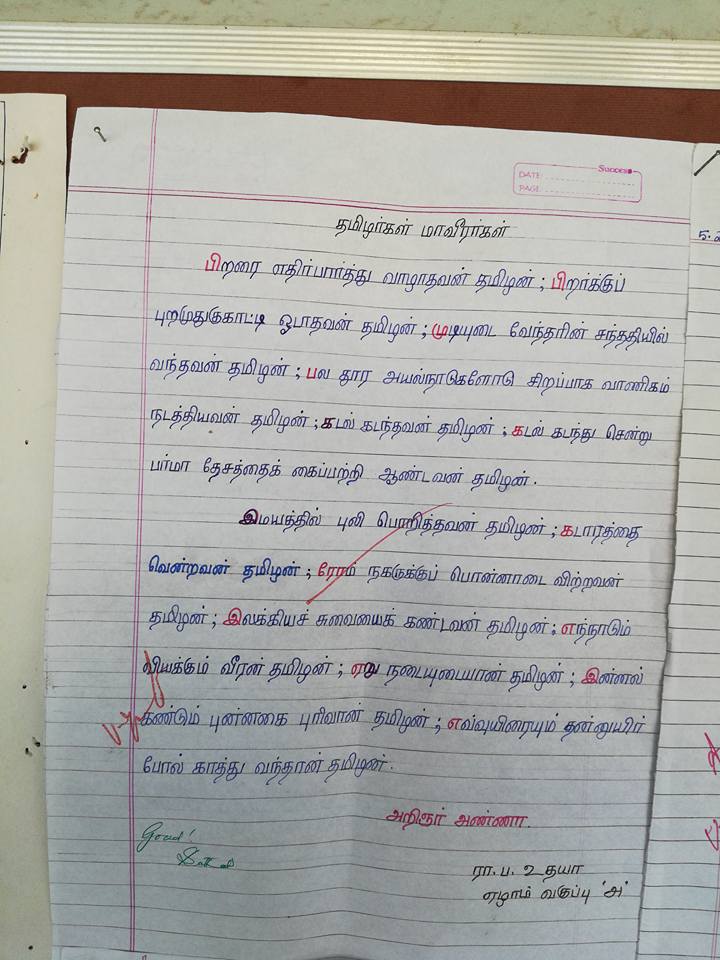 Success
DATE:
PAGE:
தமிழர்கள் மாவீரர்கள்
5.2
பிறரை எதிர்பார்த்து வாழாதவன் தமிழன் ; பிறர்க்குப்
புறமுதுகுகாட்டி ஓடாதவன் தமிழன் ; முடியுடை வேந்தரின் சந்ததியில்
வந்தவன் தமிழன் ; பல தூர அயல்நாடுகளோடு சிறப்பாக வாணிகம்
நடத்தியவன் தமிழன் ; கடல் கடந்தவன் தமிழன் ; கடல் கடந்து சென்று
பர்மா தேசத்தைக் கைப்பற்றி ஆண்டவன் தமிழன் .
இமயத்தில் புலி பொறித்தவன் தமிழன் ; கடாரத்தை
வென்றவன் தமிழன் ; ரோம் நகருக்குப் பொன்னாடை விற்றவன்
தமிழன் ; இலக்கியச் சுவையைக் கண்டவன் தமிழன் ; எந்நாடும்
வியக்கும் வீரன் தமிழன் ; ஏறு நடையுடையான் தமிழன் ; இன்னல்
கண்டும் புன்னகை புரிவான் தமிழன் ; எவ்வுயிரையும் தன்னுயிர்
போல் காத்து வந்தான் தமிழன் .
அறிஞர் அண்ணா .
Good!
ரா. ப. உதயா
ஏழாம் வகுப்பு 'அ'